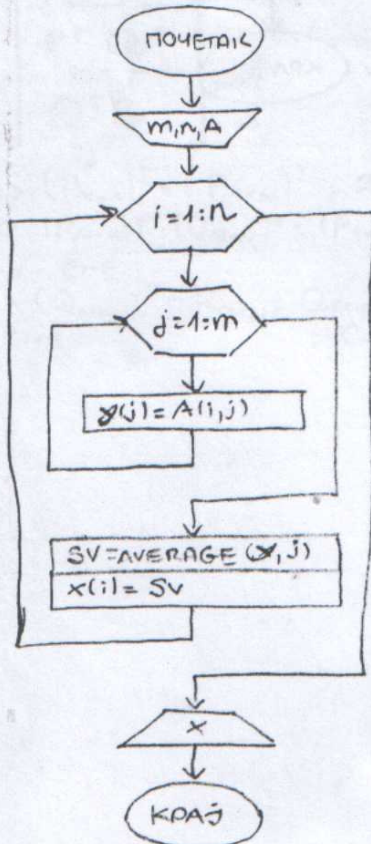 ПОЧЕТАК
m,n,A
i=1:n
j=1:m
y(j)=A(i,j)
SV=AVERAGE(y,j)
x(i)=SV
x
КРАЈ